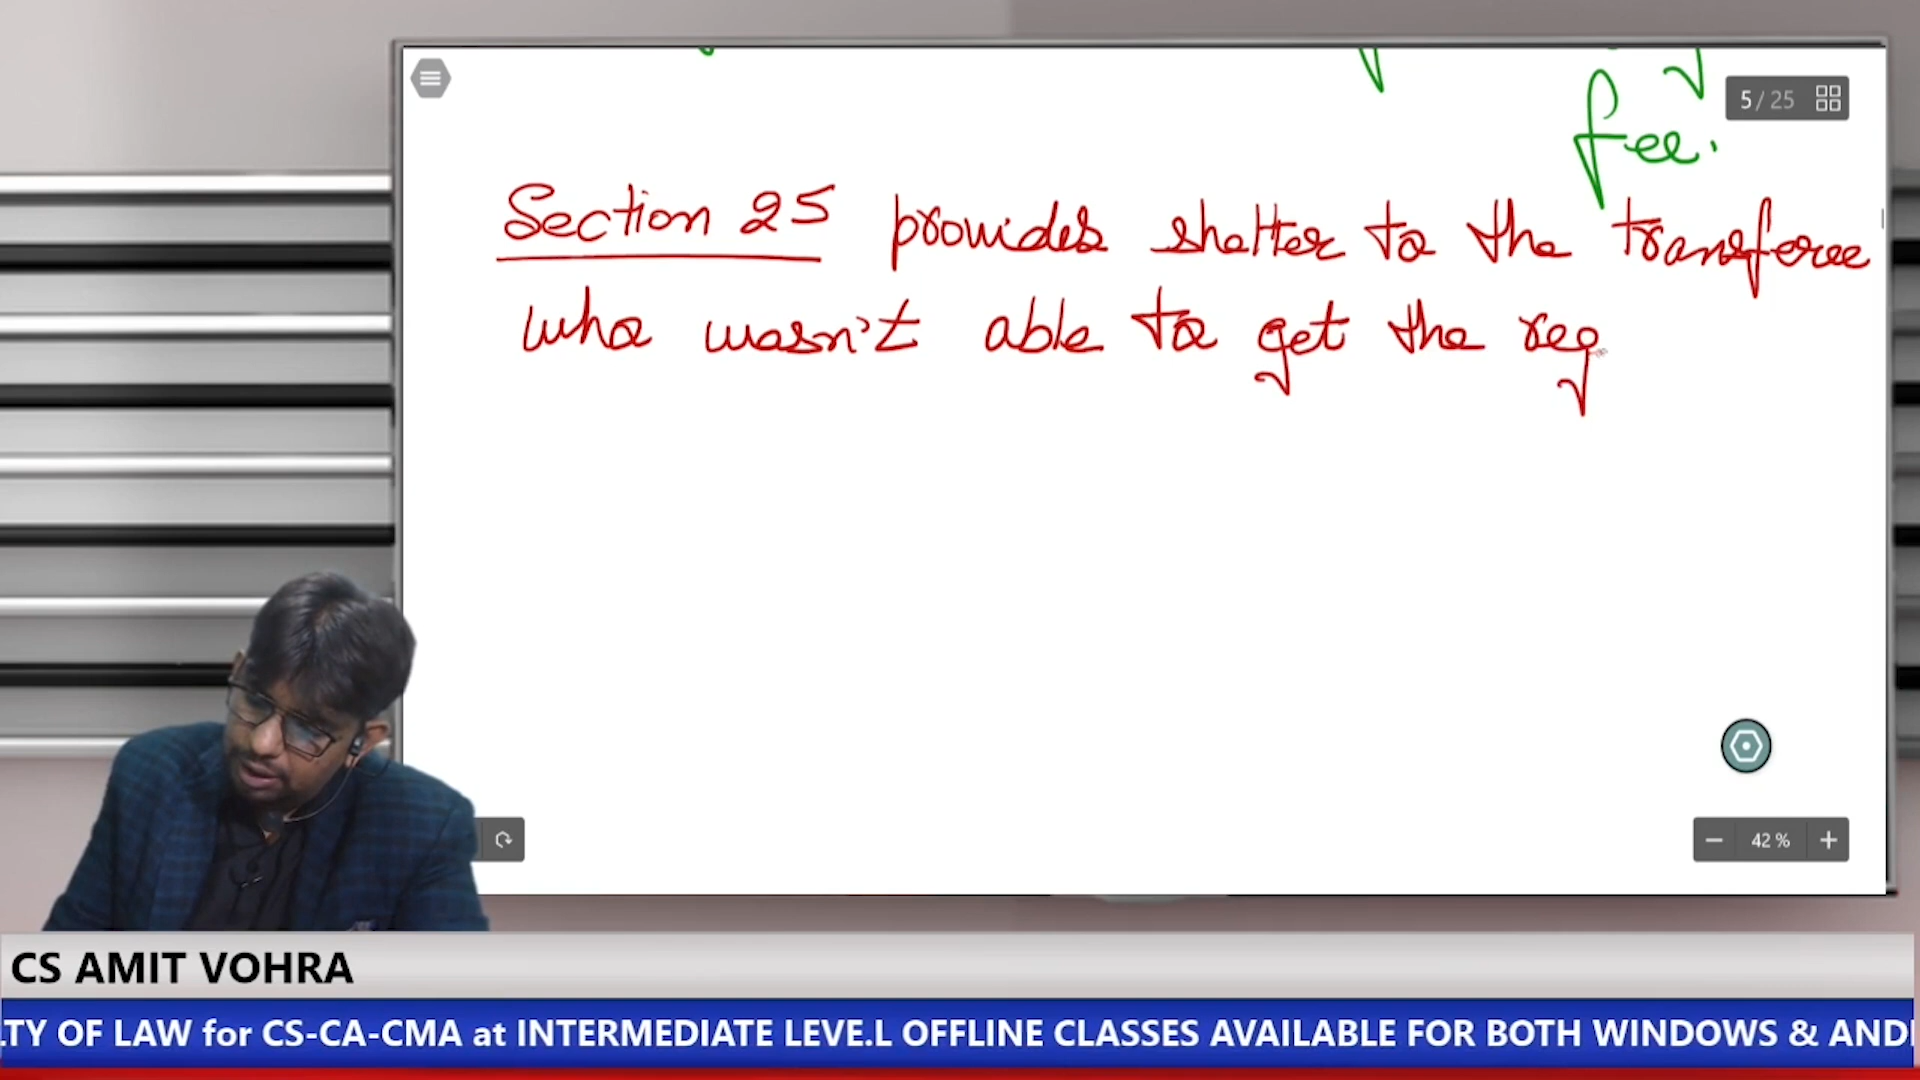 5 / 25
fee.
Section 25 provides shelter to the transferee
who wasn't able to get the reg
42 %
CS AMIT VOHRA
LTY OF LAW for CS-CA-CMA at INTERMEDIATE LEVE.L OFFLINE CLASSES AVAILABLE FOR BOTH WINDOWS & AND